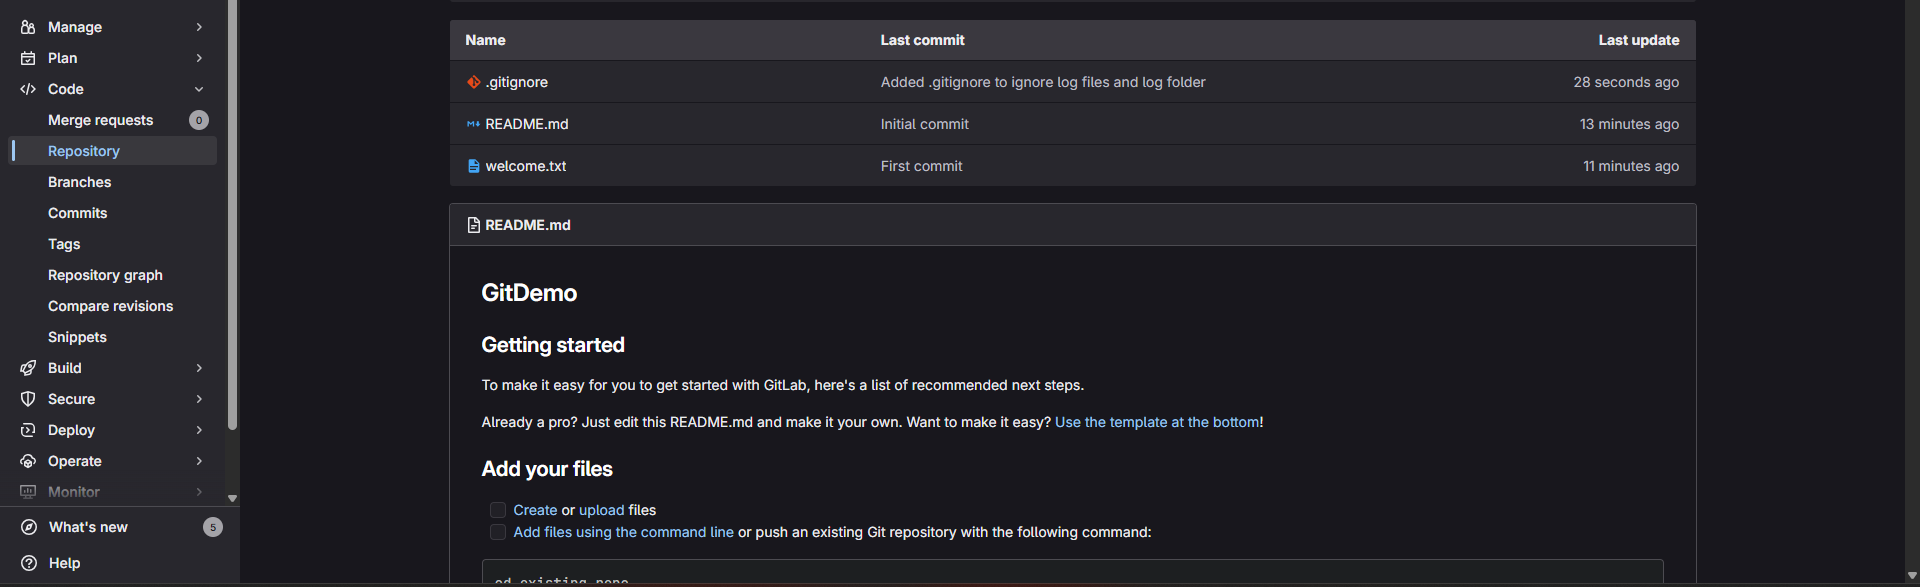 Manage
Plan
Code
Merge requests 0
Repository
Branches
Commits
Tags
Repository graph
Compare revisions
Snippets
Build
Secure
Deploy
Operate
Monitor
What's new 5
Help
Name Last commit Last update
.gitignore Added .gitignore to ignore log files and log folder 28 seconds ago
README.md Initial commit 13 minutes ago
welcome.txt First commit 11 minutes ago
README.md
GitDemo
Getting started
To make it easy for you to get started with GitLab, here's a list of recommended next steps.
Already a pro? Just edit this README.md and make it your own. Want to make it easy? Use the template at the bottom!
Add your files
Create or upload files
Add files using the command line or push an existing Git repository with the following command: